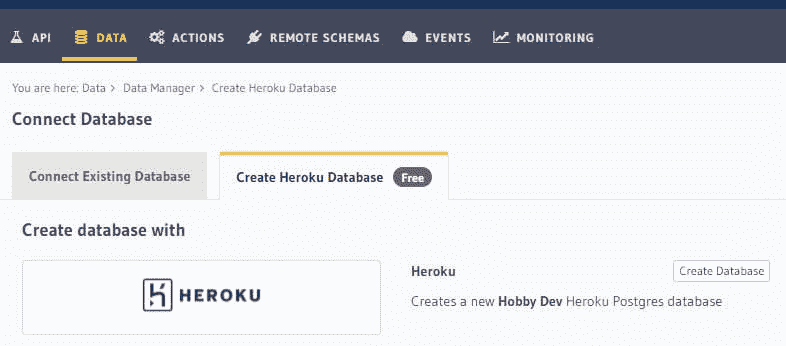 API DATA ACTIONS REMOTE SCHEMAS EVENTS MONITORING
You are here: Data > Data Manager > Create Heroku Database
Connect Database
Connect Existing Database Create Heroku Database Free
Create database with
HEROKU
Heroku Create Database
Creates a new Hobby Dev Heroku Postgres database